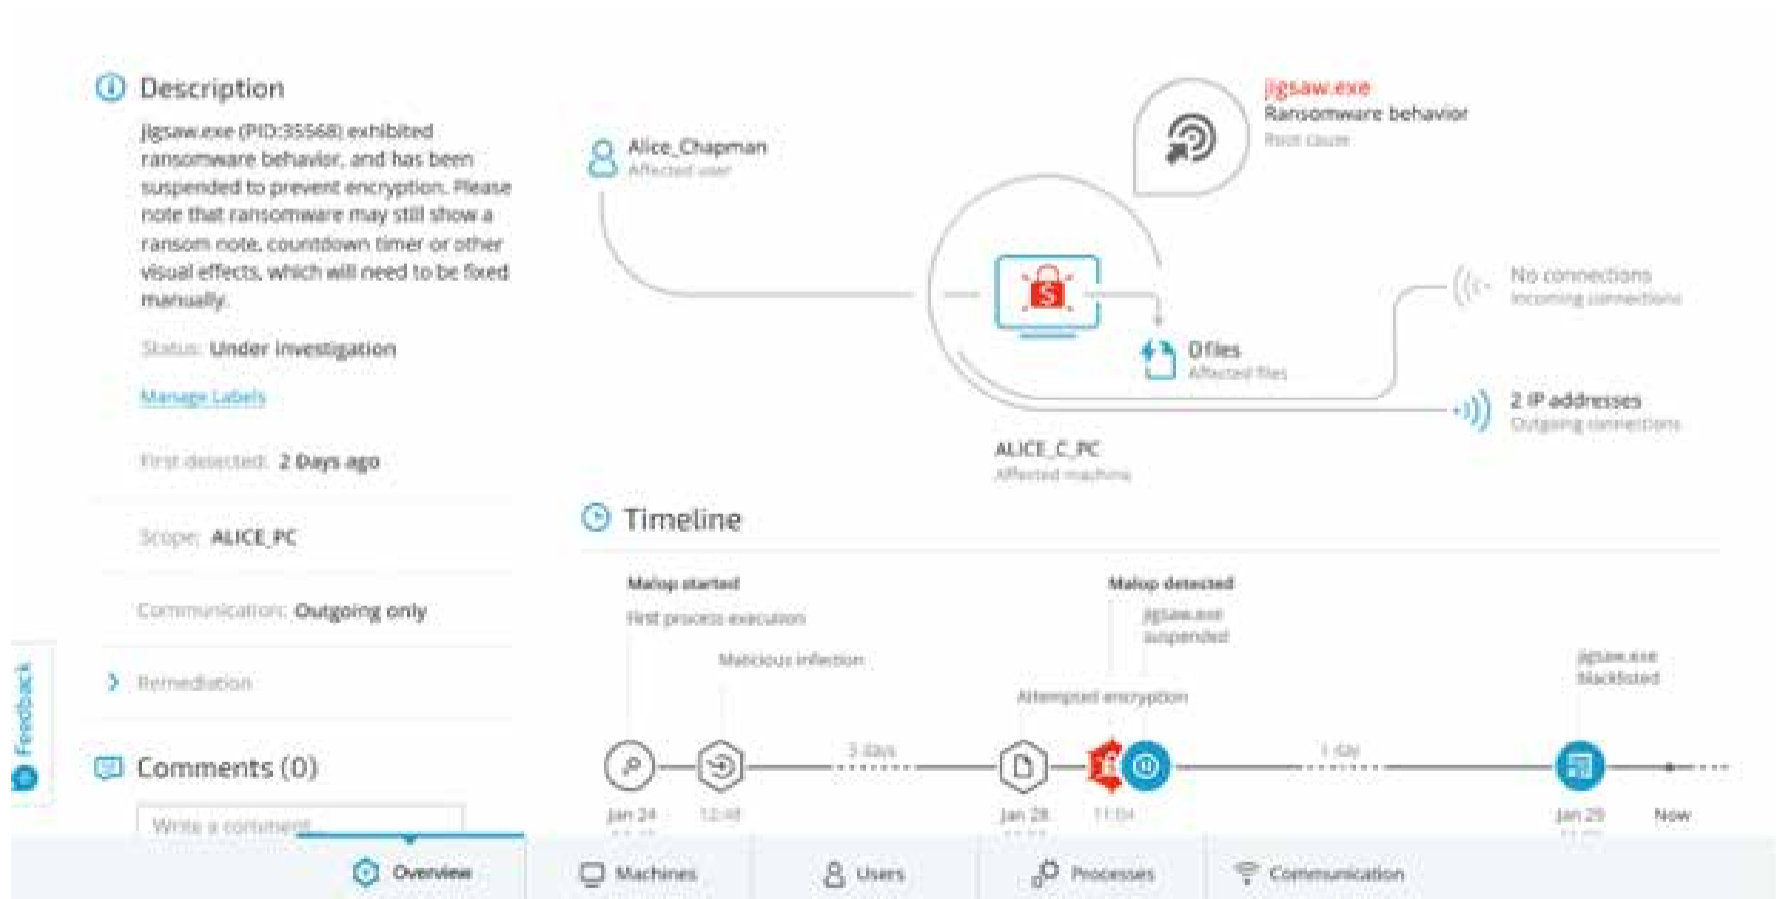 Description
jigsaw.exe (PID:35568) exhibited
ransomware behavior, and has been
suspended to prevent encryption. Please
note that ransomware may still show a
ransom note, countdown timer or other
visual effects, which will need to be fixed
manually.
Status: Under investigation
Manage Labels
First detected: 2 Days ago
Scope: ALICE_PC
Communication: Outgoing only
Remediation
Comments (0)
Write a comment
Feedback
Alice_Chapman
Affected user
jigsaw.exe
Ransomware behavior
Root cause
No connections
Incoming connections
0 files
Affected files
2 IP addresses
Outgoing connections
ALICE_C_PC
Affected machine
Timeline
Malop started
First process execution
Malicious infection
Malop detected
jigsaw.exe
suspended
Attempted encryption
jigsaw.exe
blacklisted
3 days
1 day
Jan 24
12:48
Jan 28
11:04
Jan 29
Now
Overview
Machines
Users
Processes
Communication